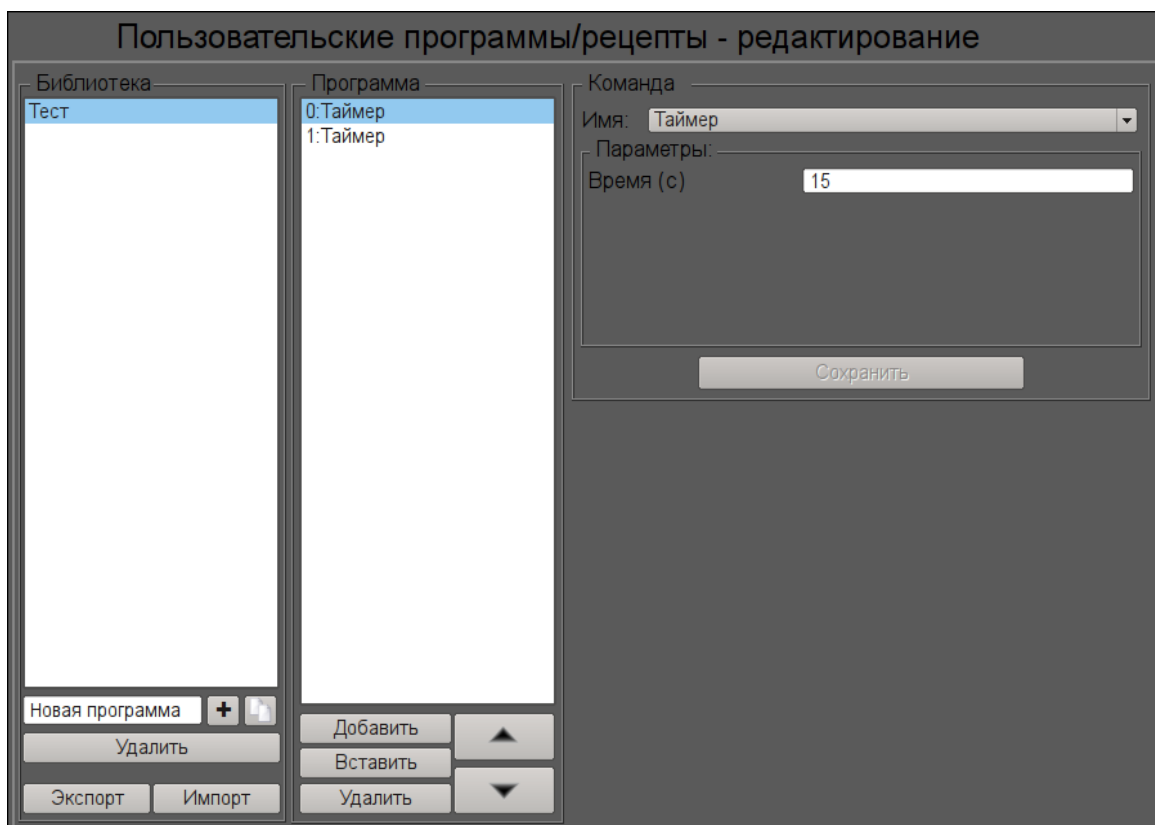 Пользовательские программы/рецепты - редактирование
Библиотека
Тест
Новая программа
+
Удалить
Экспорт
Импорт
Программа
0:Таймер
1:Таймер
Добавить
Вставить
Удалить
Команда
Имя:
Таймер
Параметры:
Время (с)
15
Сохранить